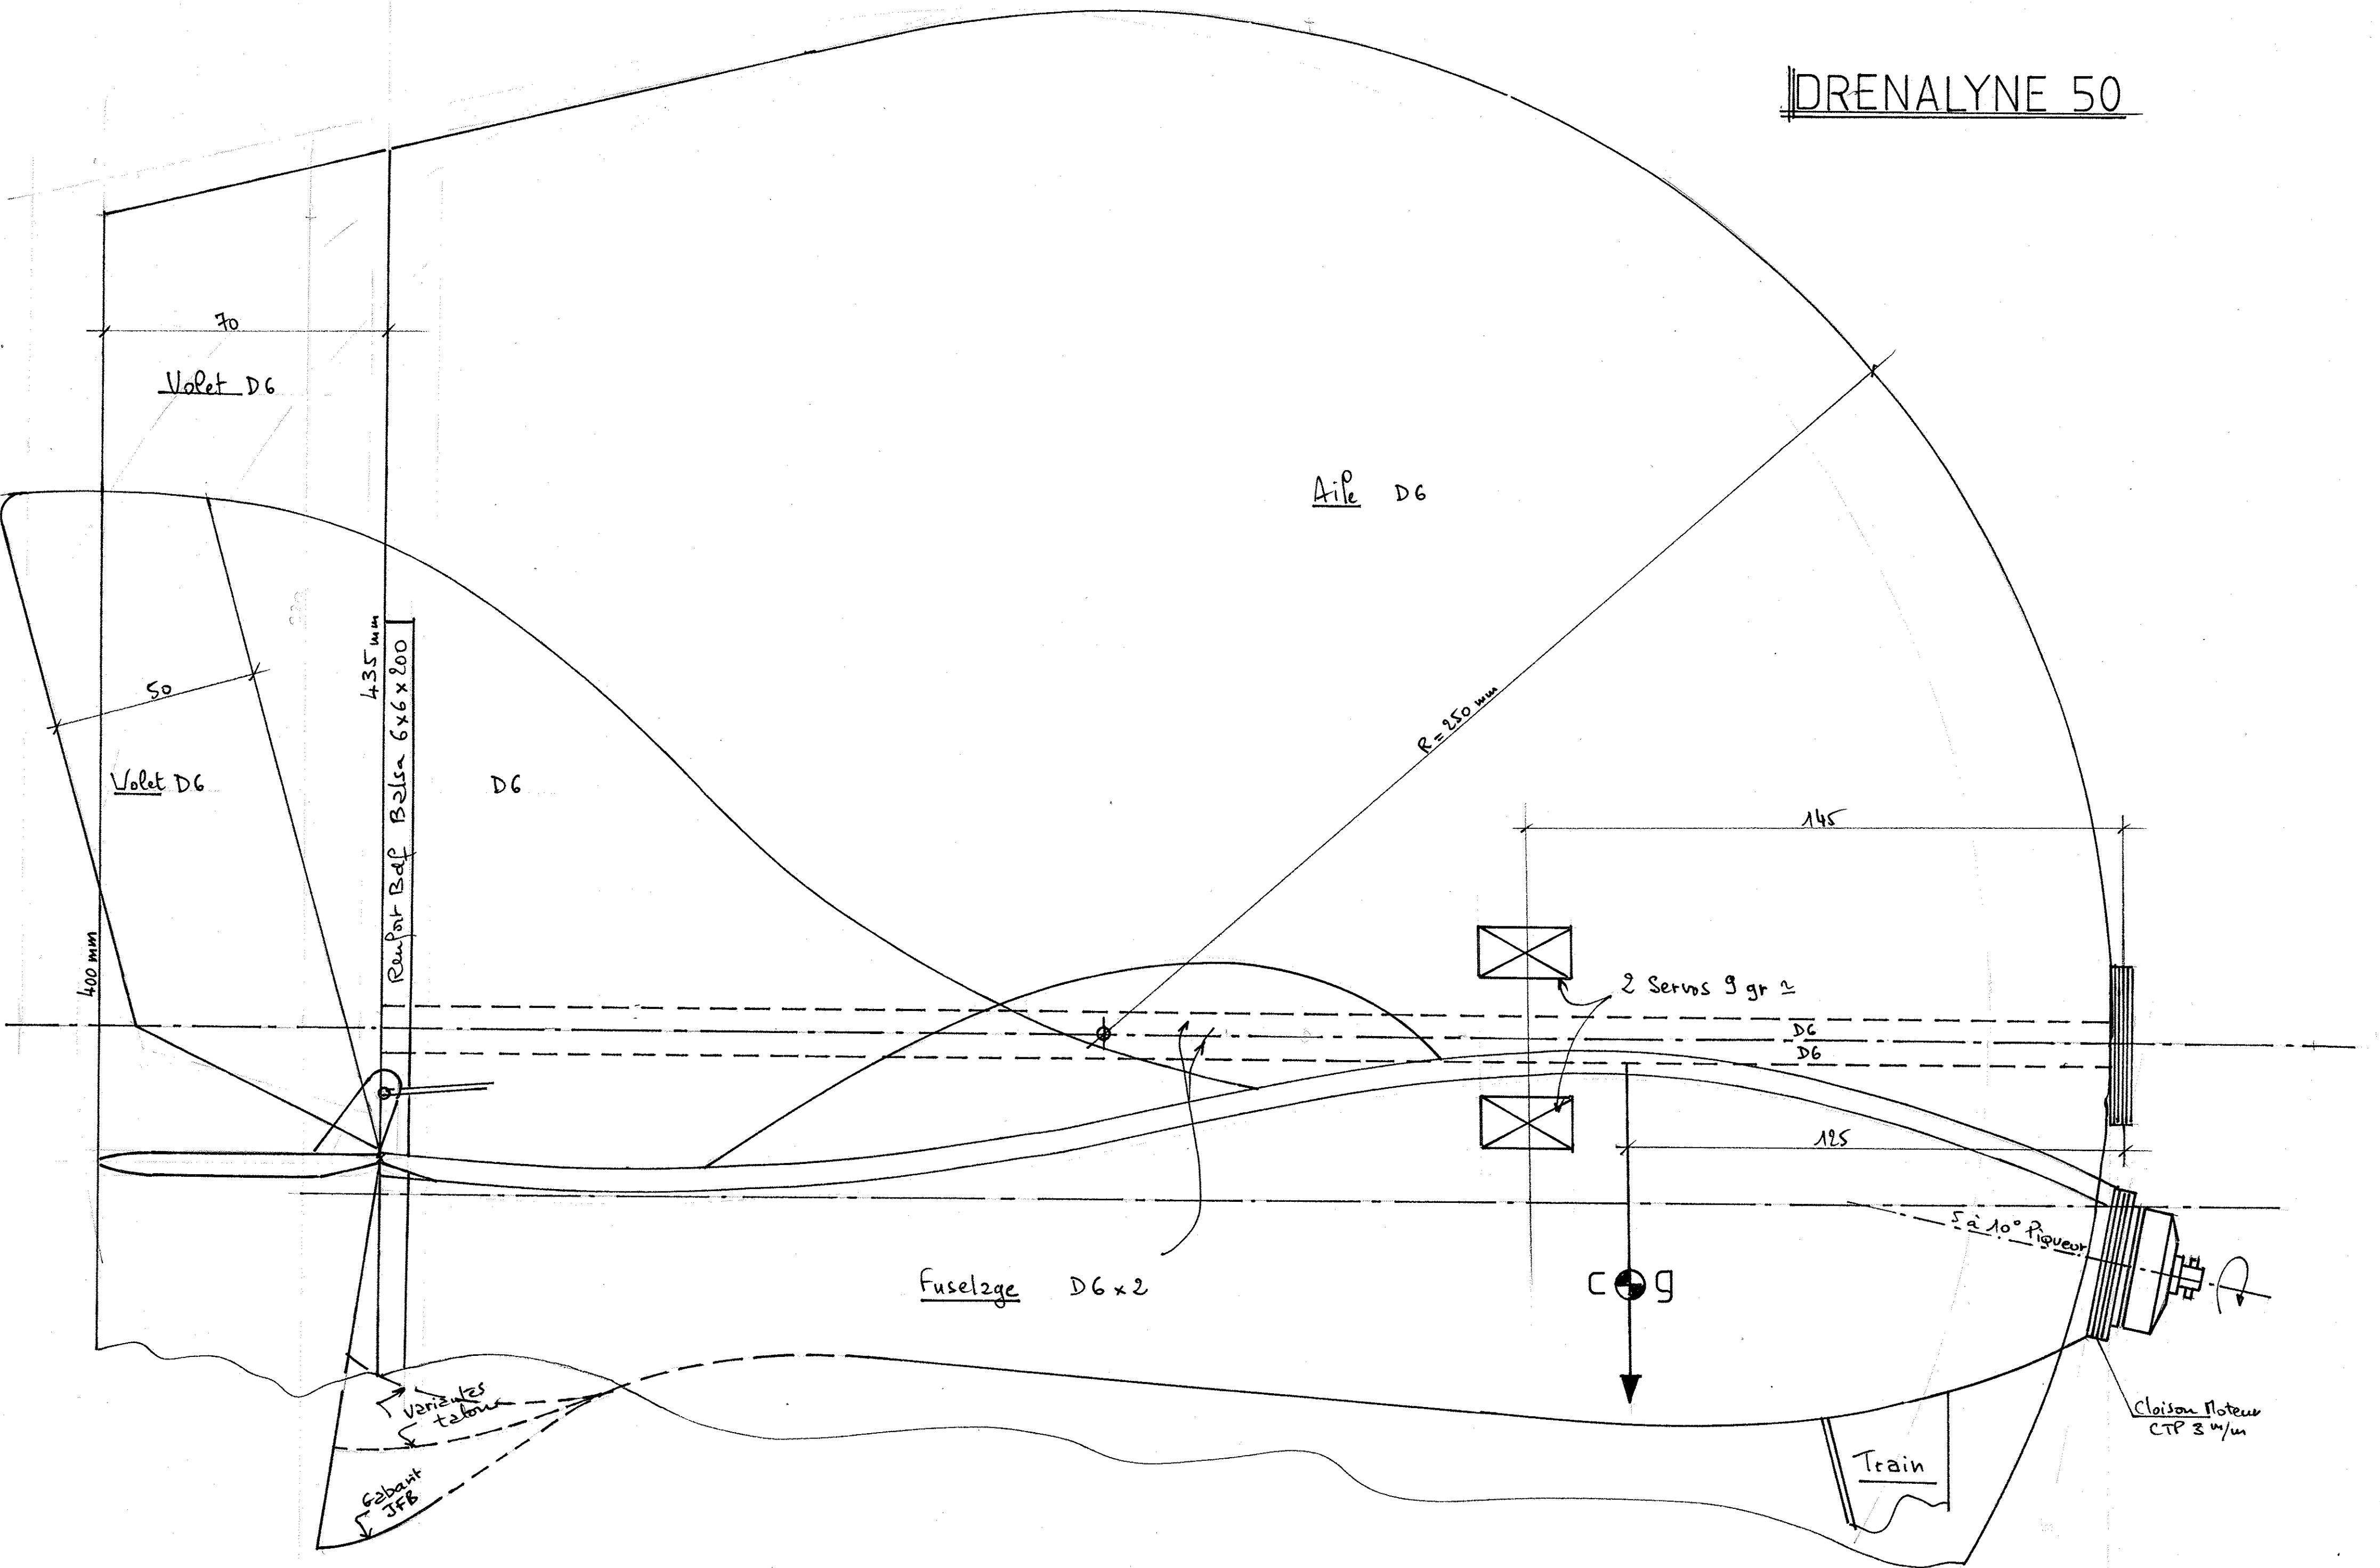 DRENALYNE 50
70
Volet D6
Aile D6
435 mm
Renfort Bdf Balsa 6x6x200
50
R = 250 mm
Volet D6
D6
145
400 mm
2 Servos 9 gr ≃
D6
D6
125
5 à 10° Piqueur
Fuselage D6 x 2
c g
Variantes
talon
Cloison Moteur
CTP 3 m/m
Train
Gabarit
JFB